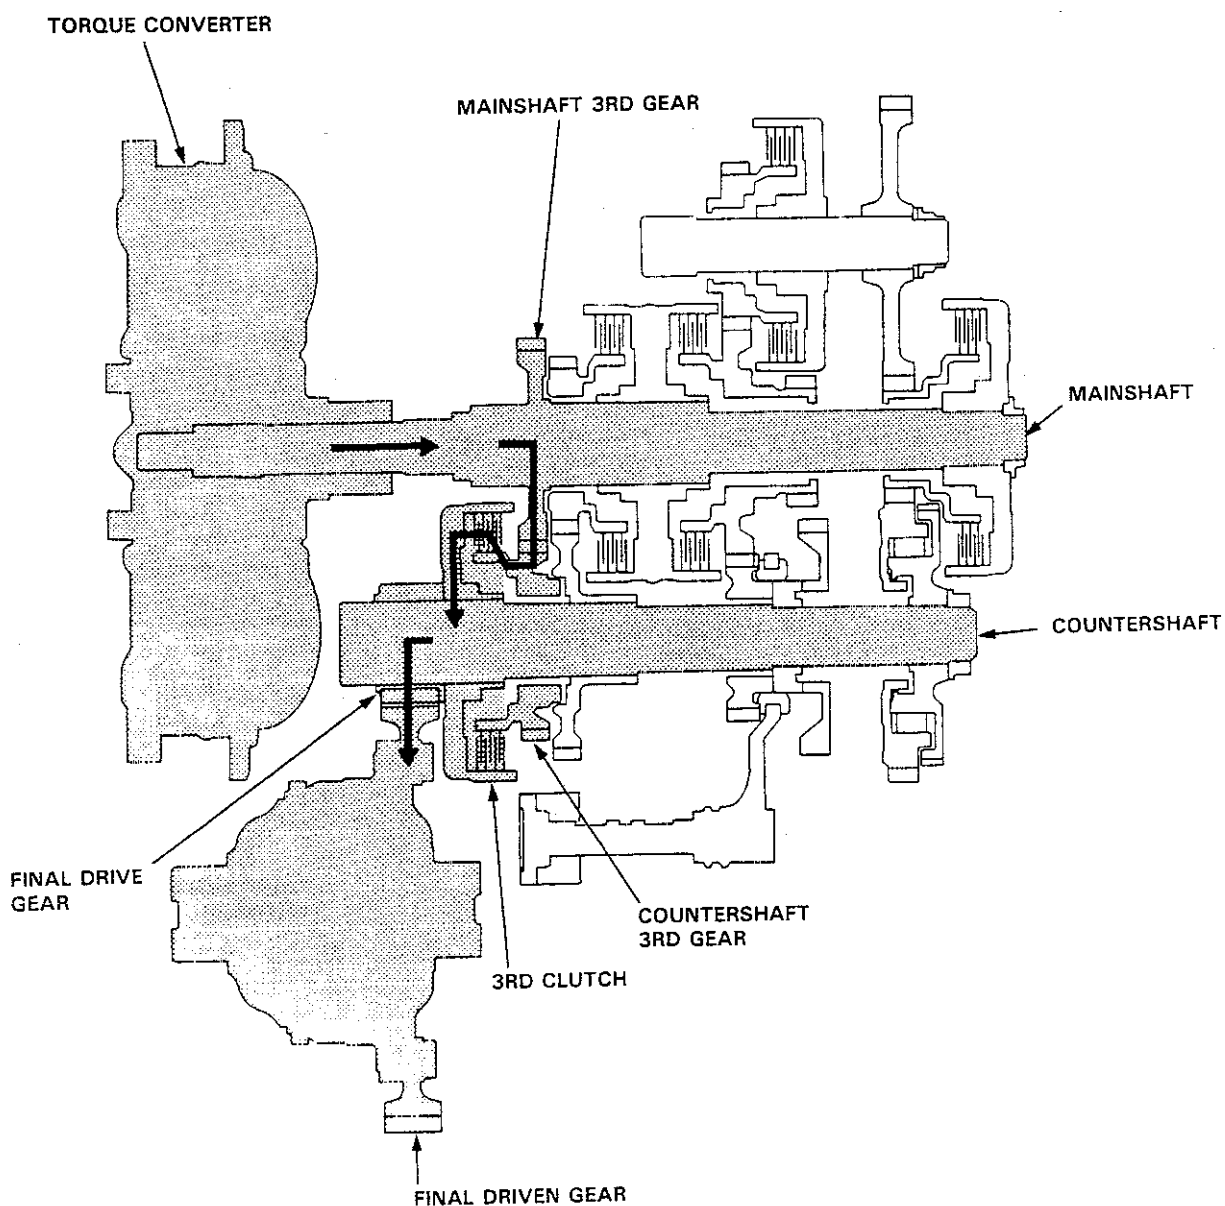 TORQUE CONVERTER
MAINSHAFT 3RD GEAR
MAINSHAFT
COUNTERSHAFT
FINAL DRIVE
GEAR
COUNTERSHAFT
3RD GEAR
3RD CLUTCH
FINAL DRIVEN GEAR